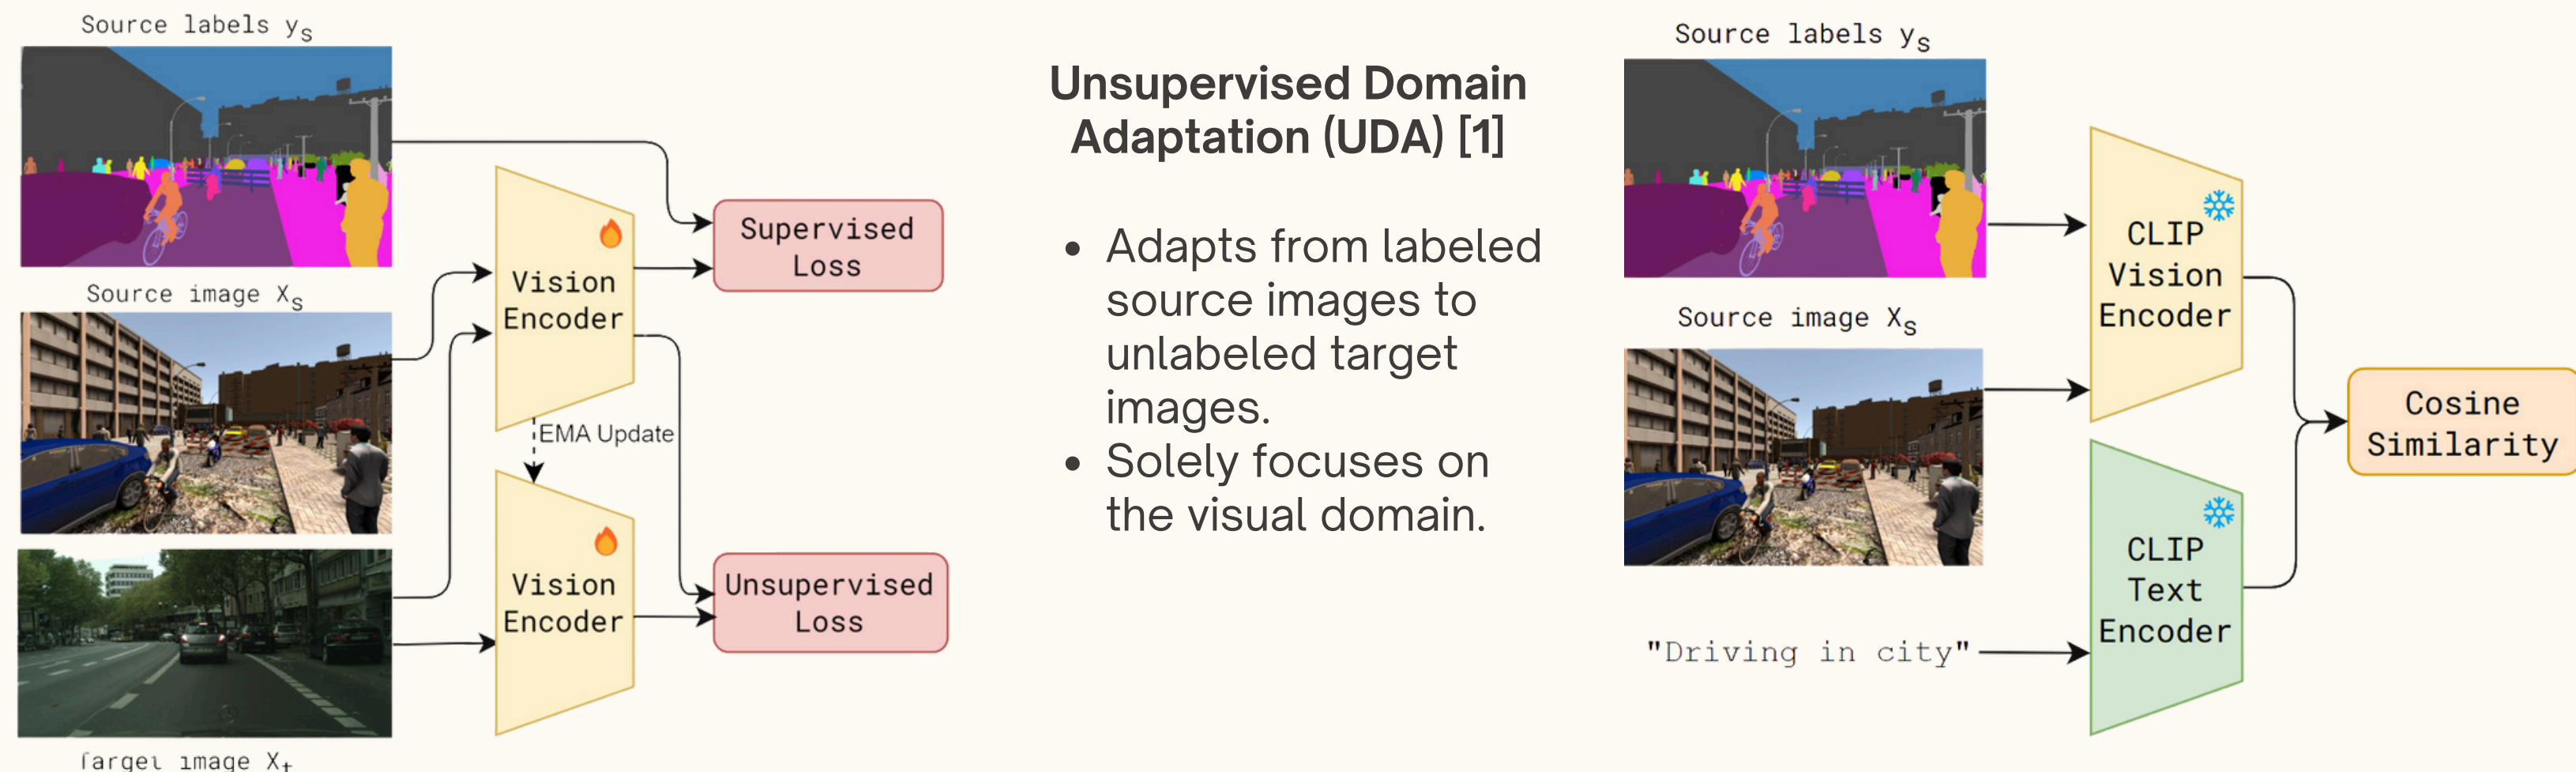 Source labels ys
Source image Xs
Target image Xt
Vision
Encoder
EMA Update
Vision
Encoder
Supervised
Loss
Unsupervised
Loss
Unsupervised Domain
Adaptation (UDA) [1]
• Adapts from labeled
source images to
unlabeled target
images.
• Solely focuses on
the visual domain.
Source labels ys
Source image Xs
"Driving in city"
CLIP
Vision
Encoder
CLIP
Text
Encoder
Cosine
Similarity